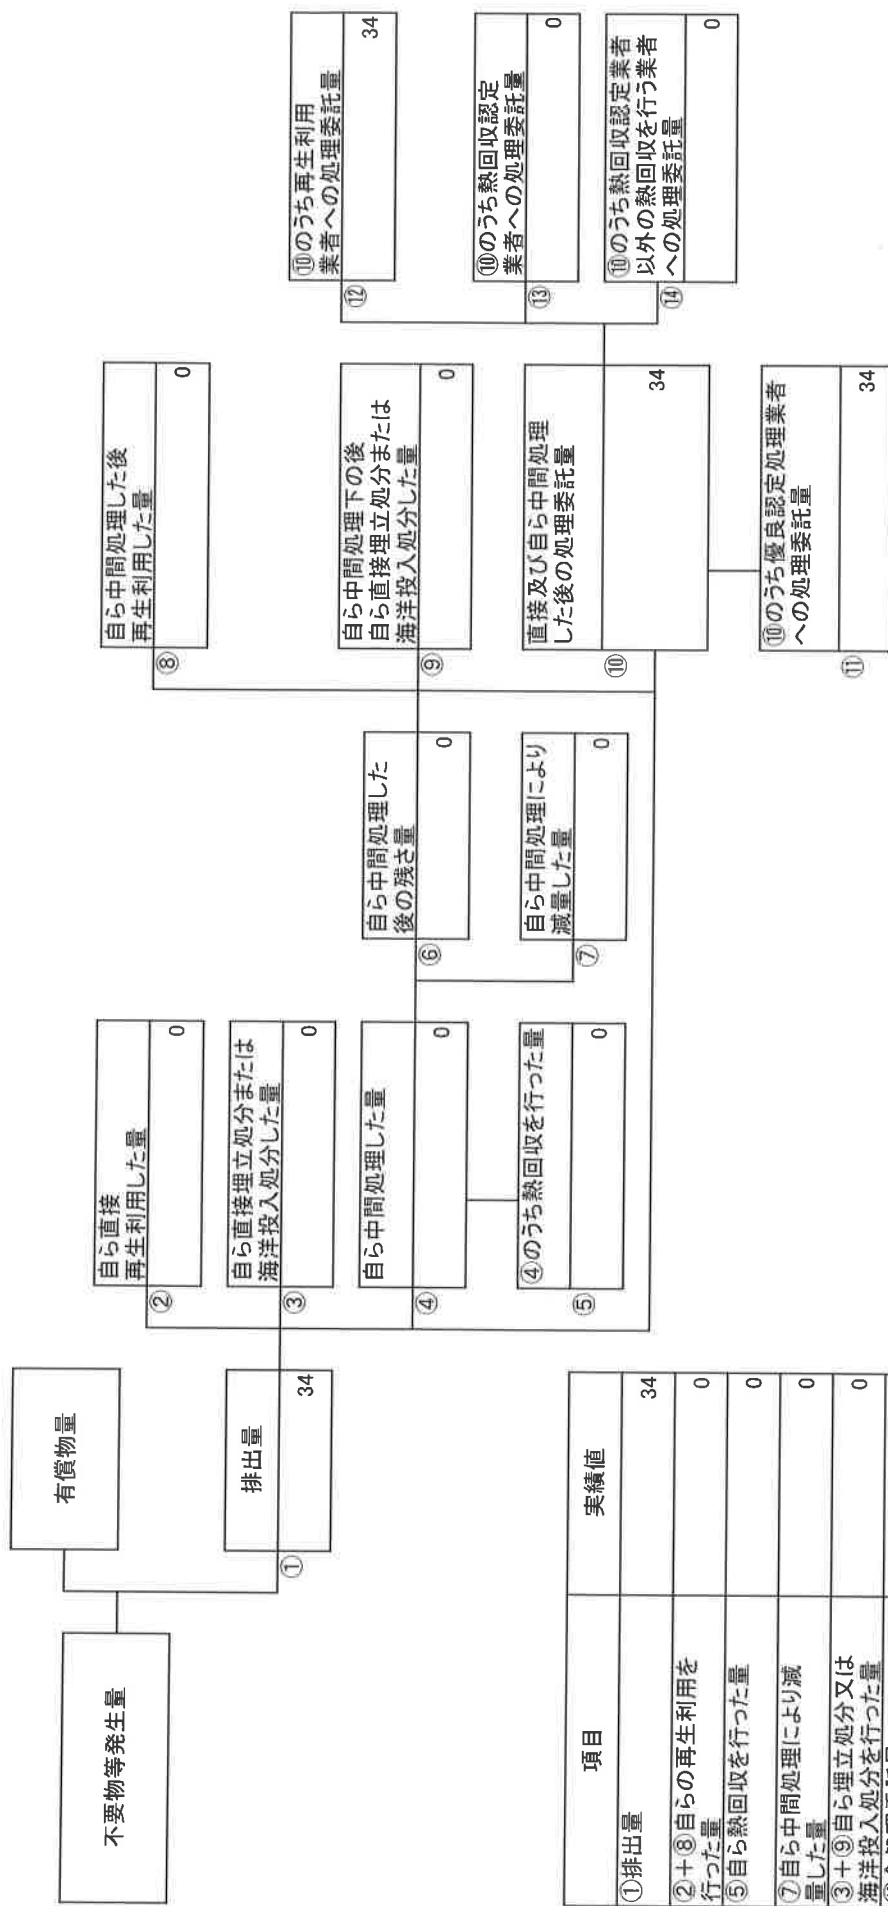 不要物等発生量
有償物量
①
排出量
34
②
自ら直接
再生利用した量
0
③
自ら直接埋立処分または
海洋投入処分した量
0
④
自ら中間処理した量
0
⑤
④のうち熱回収を行った量
0
⑥
自ら中間処理した
後の残さ量
0
⑦
自ら中間処理により
減量した量
0
⑧
自ら中間処理した後
再生利用した量
0
⑨
自ら中間処理下の後
自ら直接埋立処分または
海洋投入処分した量
0
⑩
直接及び自ら中間処理
した後の処理委託量
34
⑪
⑩のうち優良認定処理業者
への処理委託量
34
⑫
⑩のうち再生利用
業者への処理委託量
34
⑬
⑩のうち熱回収認定
業者への処理委託量
0
⑭
⑩のうち熱回収認定業者
以外の熱回収を行う業者
への処理委託量
0
項目
実績値
①排出量
34
②+⑧自らの再生利用を
行った量
0
⑤自ら熱回収を行った量
0
⑦自ら中間処理により減
量した量
0
③+⑨自ら埋立処分又は
海洋投入処分を行った量
0